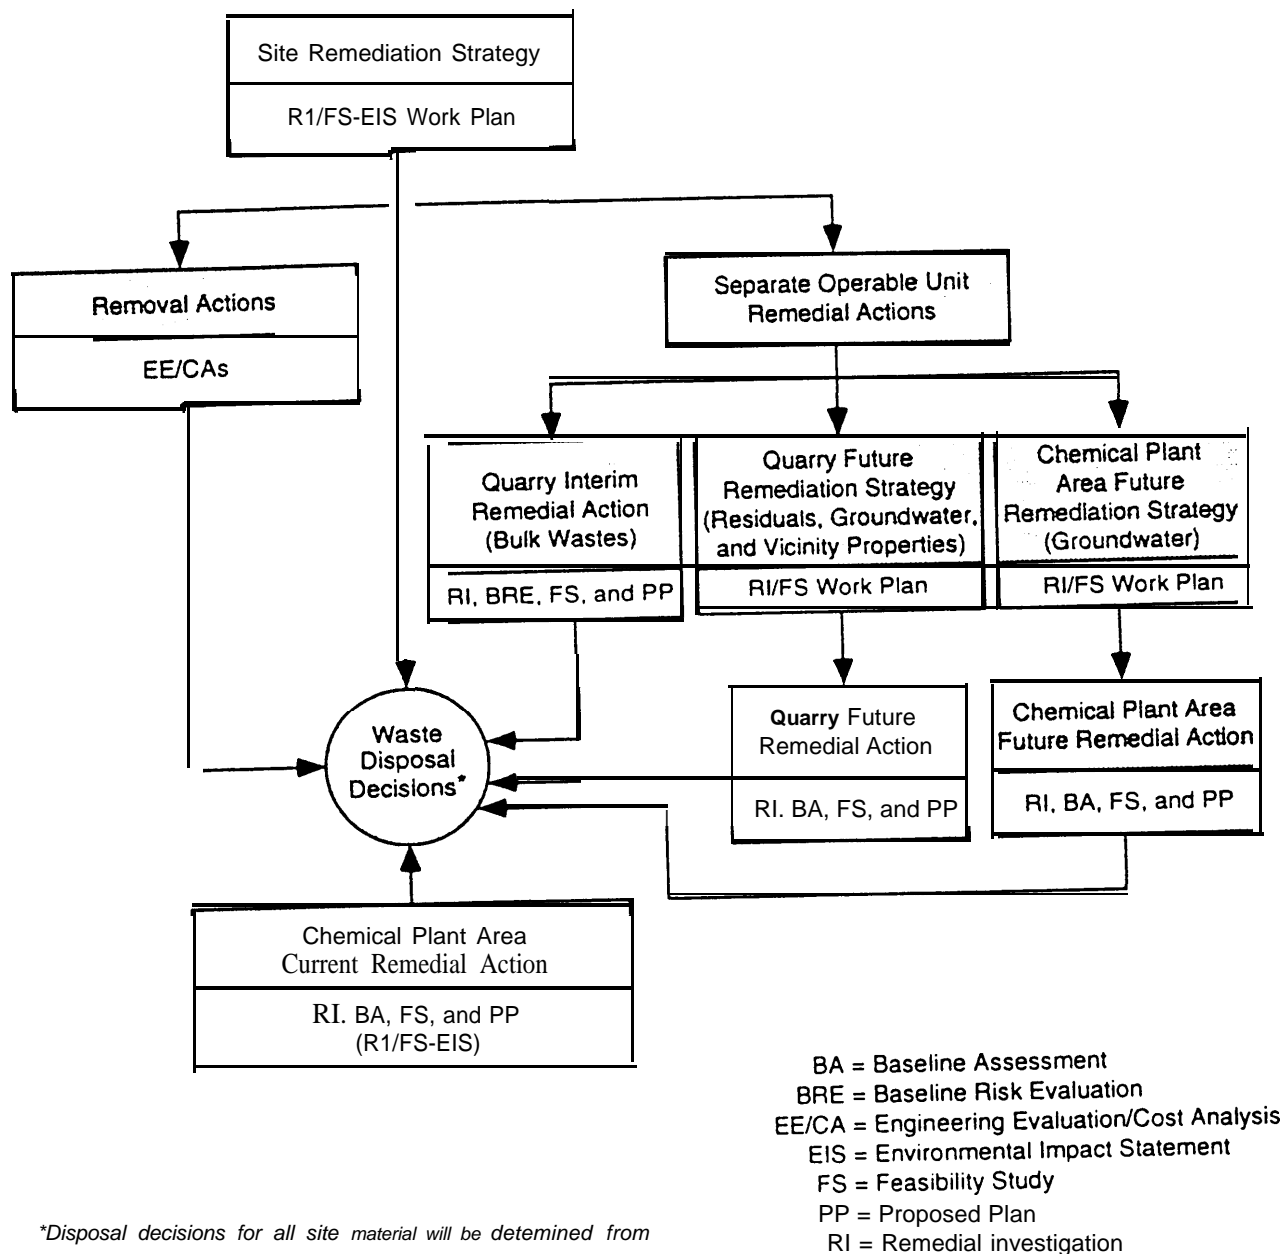 Site Remediation Strategy
R1/FS-EIS Work Plan
Removal Actions
EE/CAs
Separate Operable Unit
Remedial Actions
Quarry Interim
Remedial Action
(Bulk Wastes)
RI, BRE, FS, and PP
Quarry Future
Remediation Strategy
(Residuals, Groundwater,
and Vicinity Properties)
RI/FS Work Plan
Chemical Plant
Area Future
Remediation Strategy
(Groundwater)
RI/FS Work Plan
Waste
Disposal
Decisions*
Quarry Future
Remedial Action
RI. BA, FS, and PP
Chemical Plant Area
Future Remedial Action
RI, BA, FS, and PP
Chemical Plant Area
Current Remedial Action
RI. BA, FS, and PP
(R1/FS-EIS)
BA = Baseline Assessment
BRE = Baseline Risk Evaluation
EE/CA = Engineering Evaluation/Cost Analysis
EIS = Environmental Impact Statement
FS = Feasibility Study
PP = Proposed Plan
RI = Remedial investigation
*Disposal decisions for all site material will be detemined from